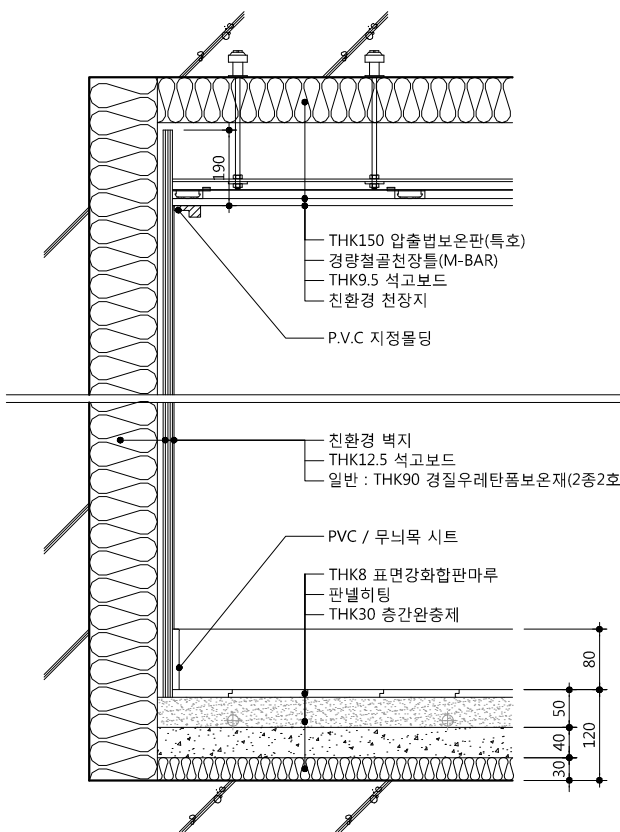 190
THK150 압출법보온판(특호)
경량철골천장틀(M-BAR)
THK9.5 석고보드
친환경 천장지
P.V.C 지정몰딩
친환경 벽지
THK12.5 석고보드
일반 : THK90 경질우레탄폼보온재(2종2호
PVC / 무늬목 시트
THK8 표면강화합판마루
판넬히팅
THK30 층간완충제
80
50
40
30
120